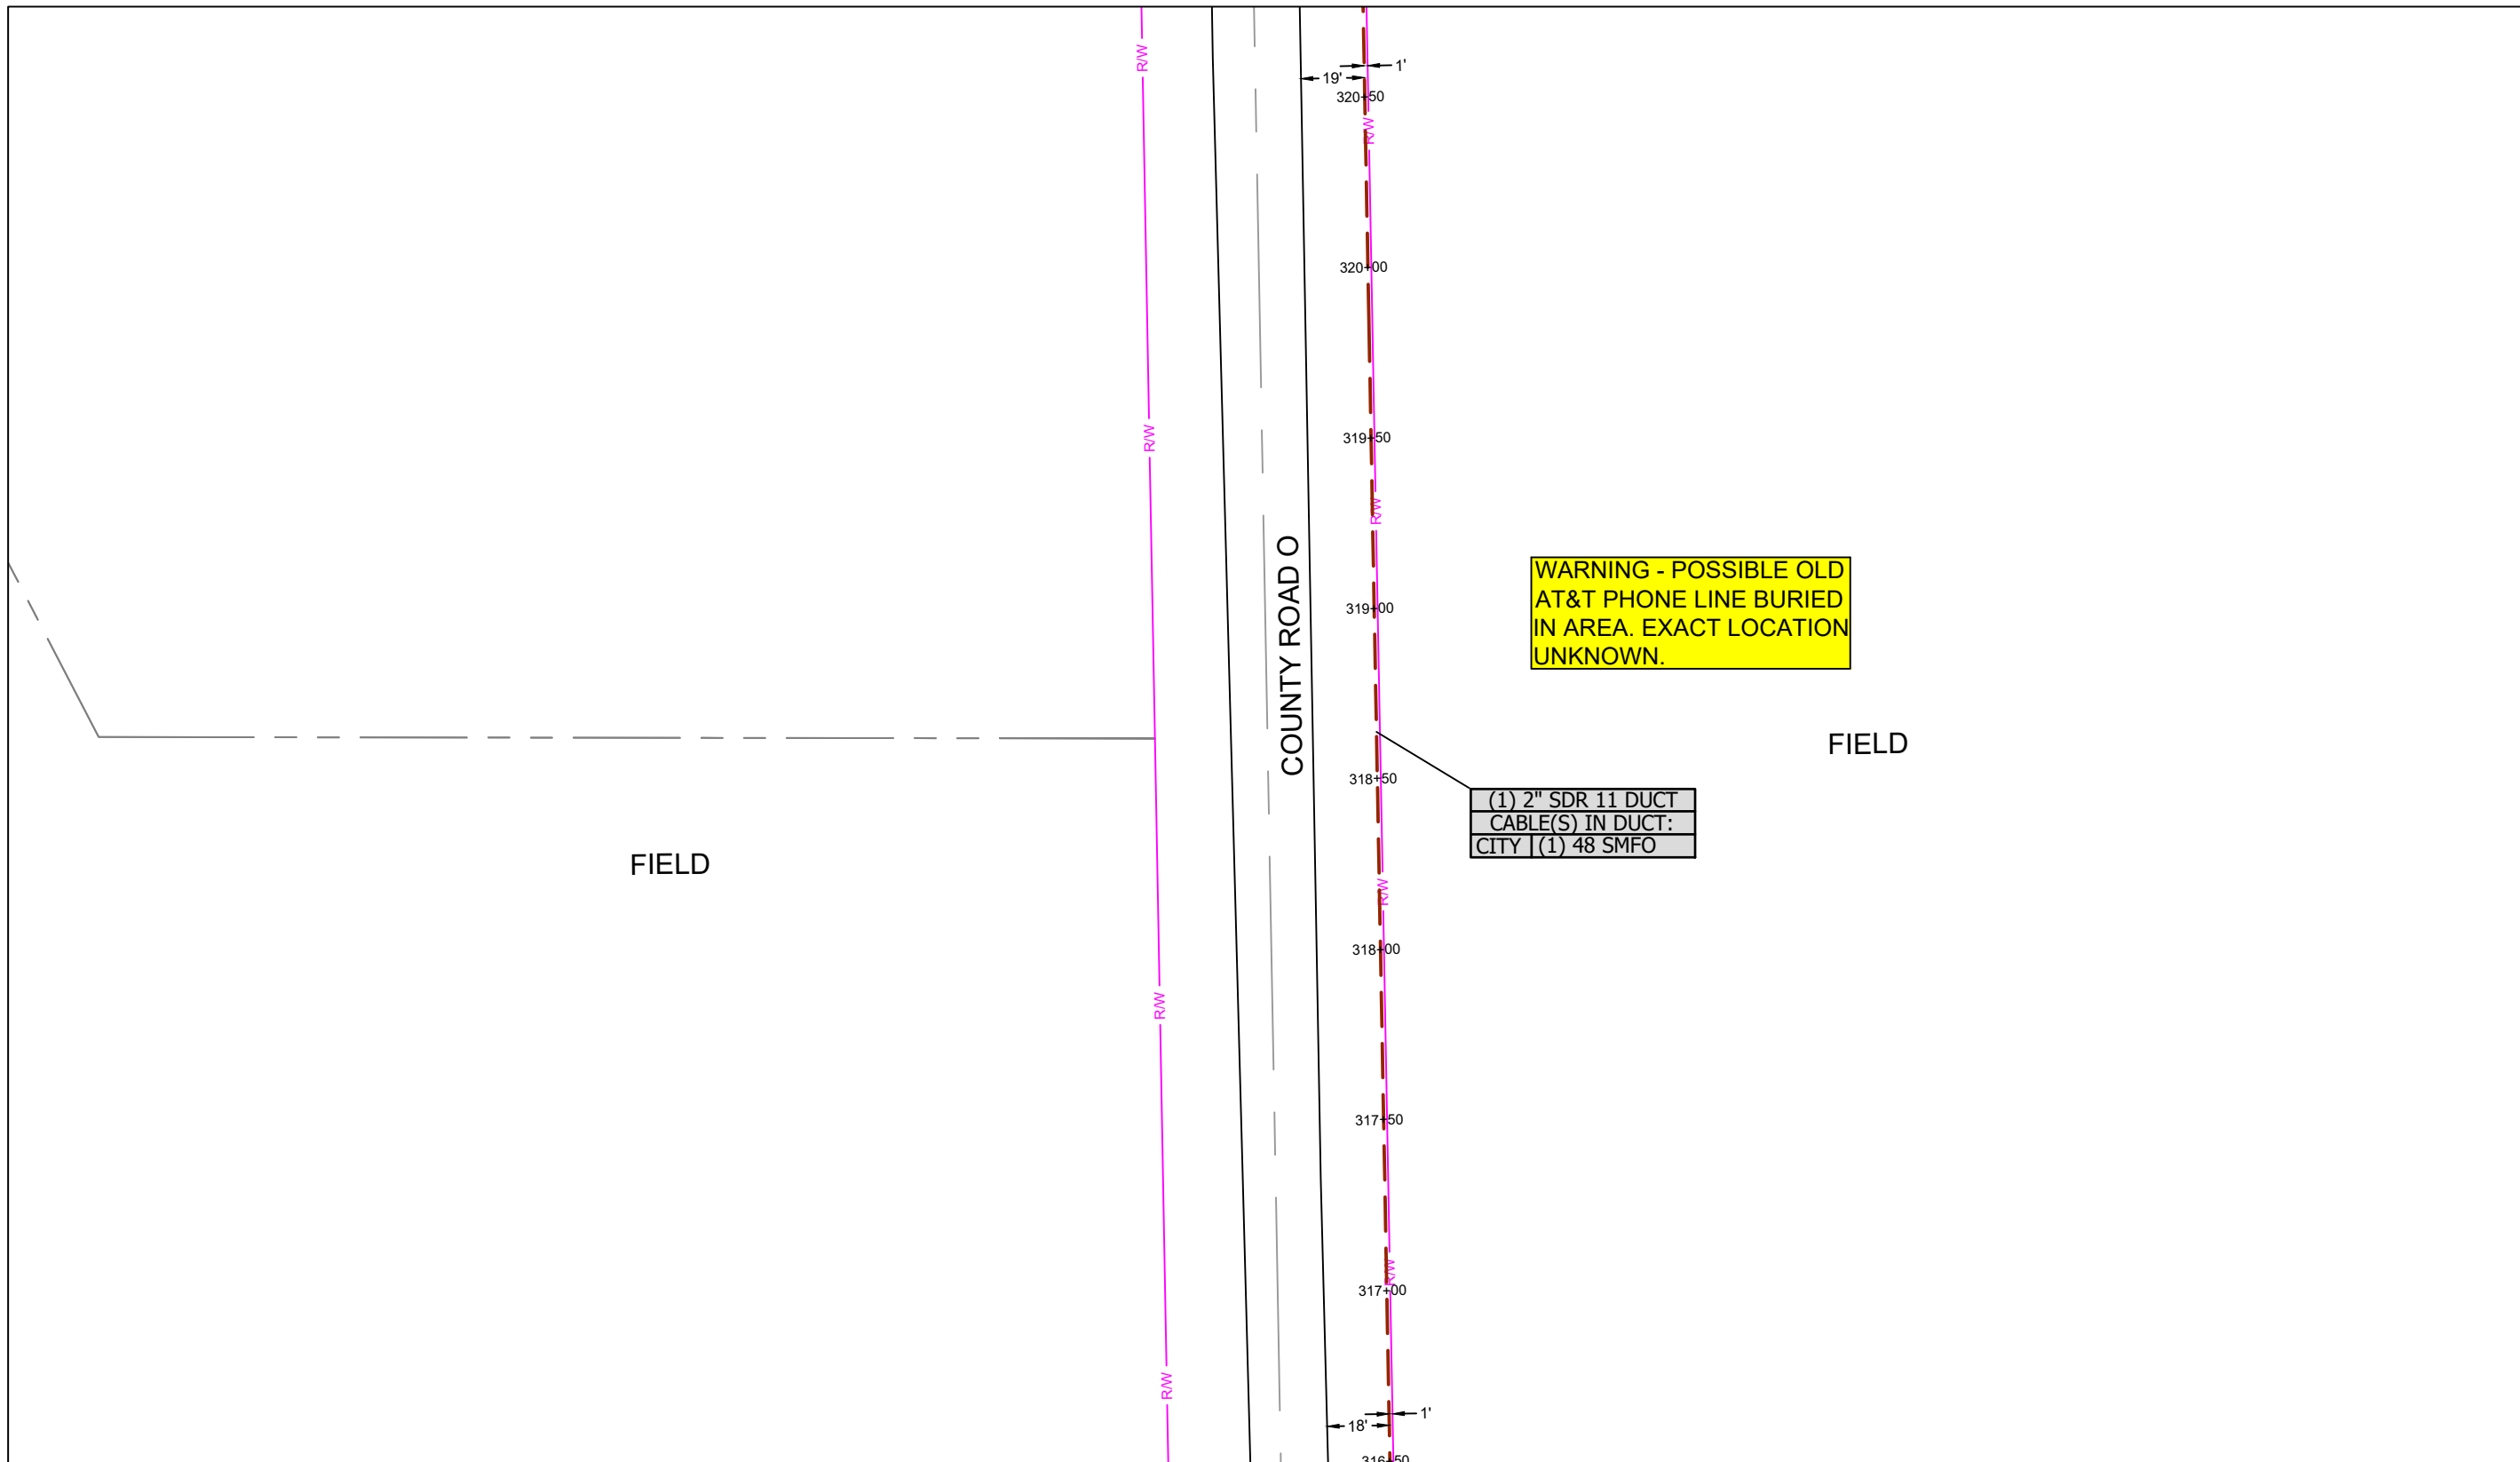 R/W
1'
19'
320+50
R/W
320+00
R/W
319+50
R/W
COUNTY ROAD O
WARNING - POSSIBLE OLD
AT&T PHONE LINE BURIED
IN AREA. EXACT LOCATION
UNKNOWN.
319+00
FIELD
318+50
(1) 2" SDR 11 DUCT
CABLE(S) IN DUCT:
CITY (1) 48 SMFO
FIELD
R/W
318+00
R/W
317+50
R/W
317+00
R/W
1'
18'
316+50